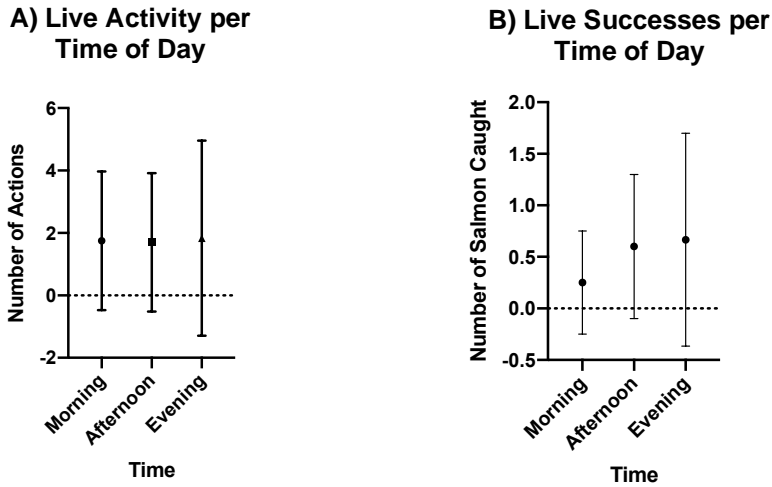 A) Live Activity per
Time of Day
6
4
2
0
-2
Number of Actions
Morning
Afternoon
Evening
Time
B) Live Successes per
Time of Day
2.0
1.5
1.0
0.5
0.0
-0.5
Number of Salmon Caught
Morning
Afternoon
Evening
Time